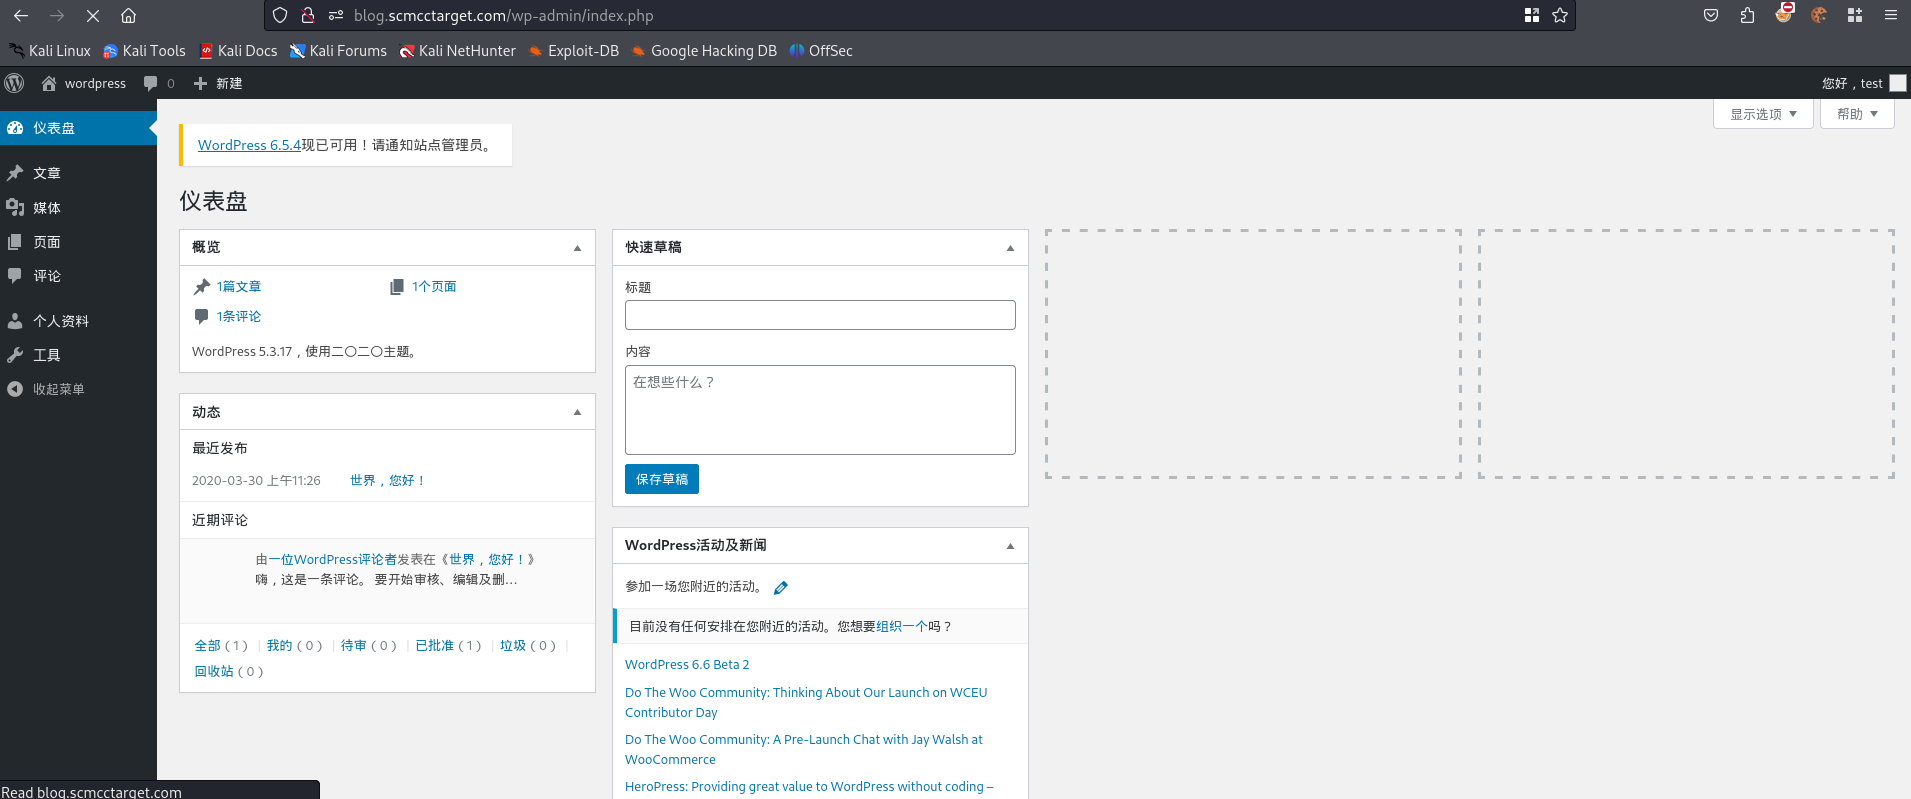 blog.scmcctarget.com/wp-admin/index.php
Kali Linux Kali Tools Kali Docs Kali Forums Kali NetHunter Exploit-DB Google Hacking DB OffSec
wordpress 0 新建 您好，test
显示选项 帮助
仪表盘
文章
媒体
页面
评论
个人资料
工具
收起菜单
WordPress 6.5.4现已可用！请通知站点管理员。
仪表盘
概览
1篇文章 1个页面
1条评论
WordPress 5.3.17，使用二〇二〇主题。
动态
最近发布
2020-03-30 上午11:26 世界，您好！
近期评论
由一位WordPress评论者发表在《世界，您好！》
嗨，这是一条评论。 要开始审核、编辑及删…
全部（1） | 我的（0） | 待审（0） | 已批准（1） | 垃圾（0） |
回收站（0）
快速草稿
标题
内容
在想些什么？
保存草稿
WordPress活动及新闻
参加一场您附近的活动。
目前没有任何安排在您附近的活动。您想要组织一个吗？
WordPress 6.6 Beta 2
Do The Woo Community: Thinking About Our Launch on WCEU
Contributor Day
Do The Woo Community: A Pre-Launch Chat with Jay Walsh at
WooCommerce
HeroPress: Providing great value to WordPress without coding –
Read blog.scmcctarget.com